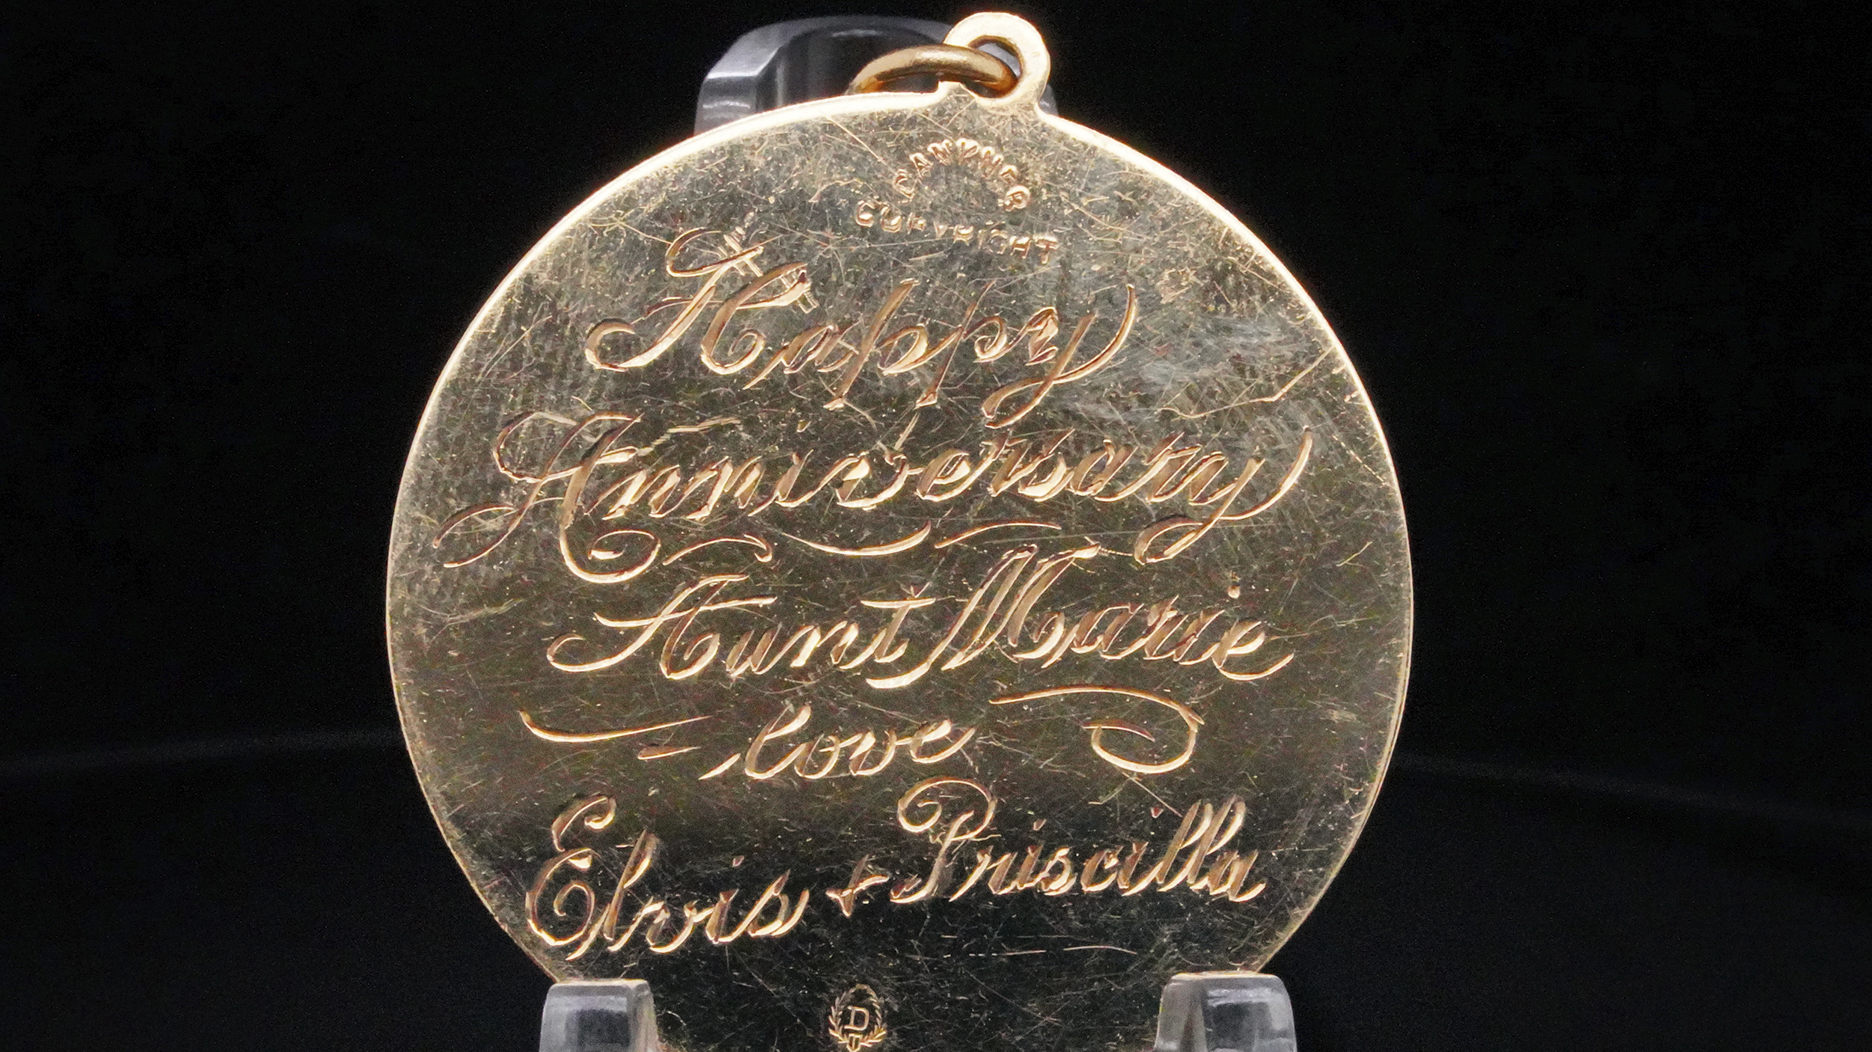 COPYRIGHT
Happy
Anniversary
Aunt Marie
love
Elvis + Priscilla
D